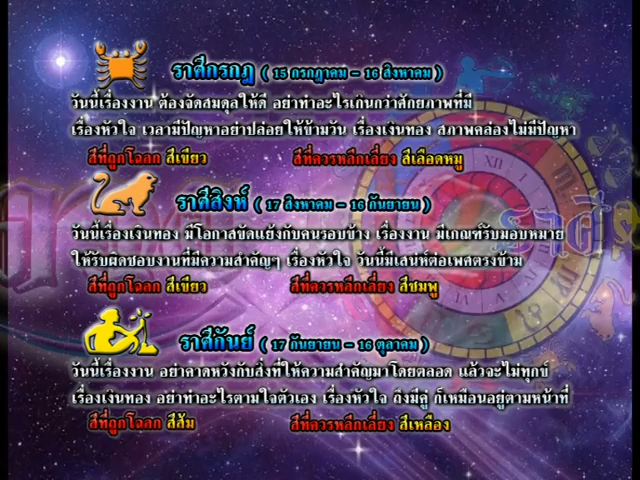 ราศีกรกฎ ( 15 กรกฎาคม - 16 สิงหาคม )
วันนี้เรื่องงาน ต้องจัดสมดุลให้ดี อย่าทำอะไรเกินกว่าศักยภาพที่มี
เรื่องหัวใจ เวลามีปัญหาอย่าปล่อยให้ข้ามวัน เรื่องเงินทอง สภาพคล่องไม่มีปัญหา
สีที่ถูกโฉลก สีเขียว สีที่ควรหลีกเลี่ยง สีเลือดหมู
ราศีสิงห์ ( 17 สิงหาคม - 16 กันยายน )
วันนี้เรื่องเงินทอง มีโอกาสขัดแย้งกับคนรอบข้าง เรื่องงาน มีเกณฑ์รับมอบหมาย
ให้รับผิดชอบงานที่มีความสำคัญๆ เรื่องหัวใจ วันนี้มีเสน่ห์ต่อเพศตรงข้าม
สีที่ถูกโฉลก สีเขียว สีที่ควรหลีกเลี่ยง สีชมพู
ราศีกันย์ ( 17 กันยายน - 16 ตุลาคม )
วันนี้เรื่องงาน อย่าคาดหวังกับสิ่งที่ให้ความสำคัญมาโดยตลอด แล้วจะไม่ทุกข์
เรื่องเงินทอง อย่าทำอะไรตามใจตัวเอง เรื่องหัวใจ ถึงมีคู่ ก็เหมือนอยู่ตามหน้าที่
สีที่ถูกโฉลก สีส้ม สีที่ควรหลีกเลี่ยง สีเหลือง